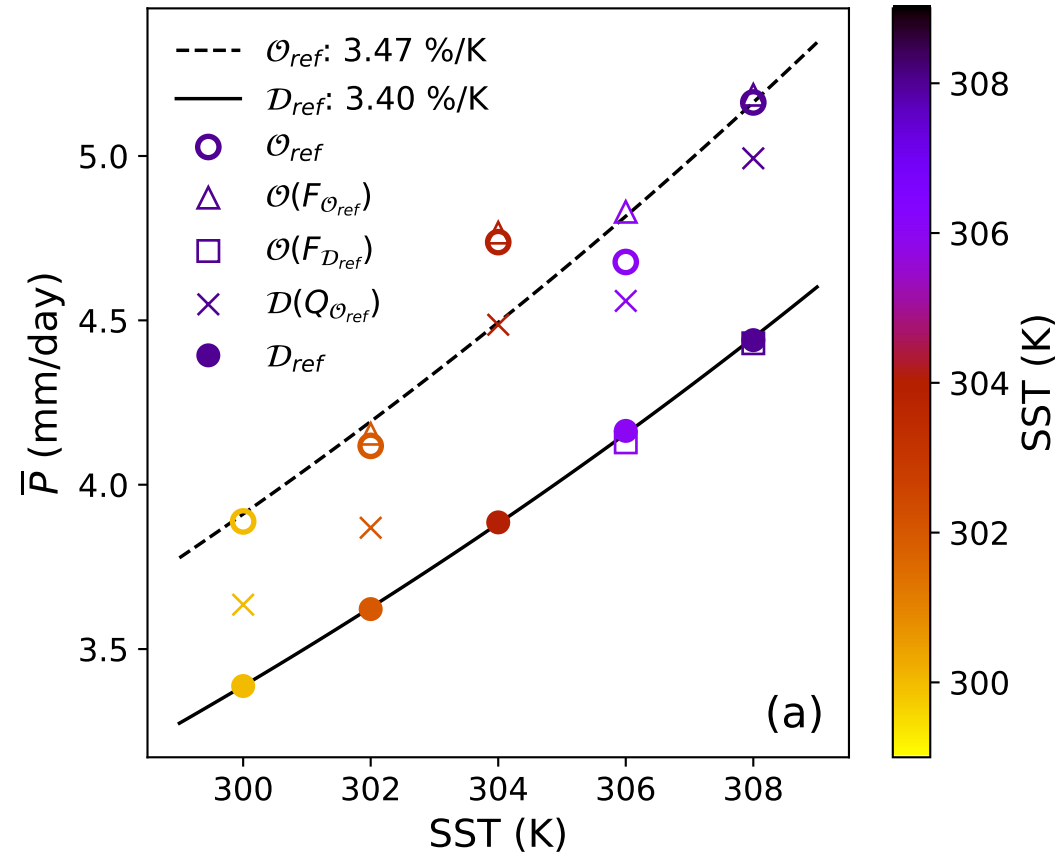 𝒪ref: 3.47 %/K
𝒟ref: 3.40 %/K
𝒪ref
𝒪(F𝒪ref)
𝒪(F𝒟ref)
𝒟(Q𝒪ref)
𝒟ref
P̅ (mm/day)
5.0
4.5
4.0
3.5
(a)
300 302 304 306 308
SST (K)
308
306
304
302
300
SST (K)